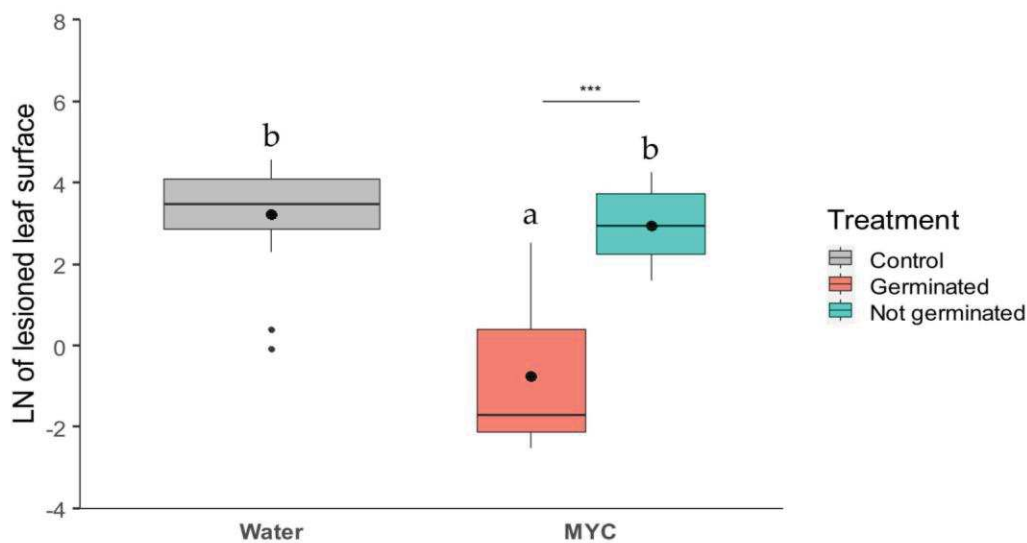 LN of lesioned leaf surface
8
6
4
2
0
-2
-4
b
a
***
b
Water
MYC
Treatment
Control
Germinated
Not germinated